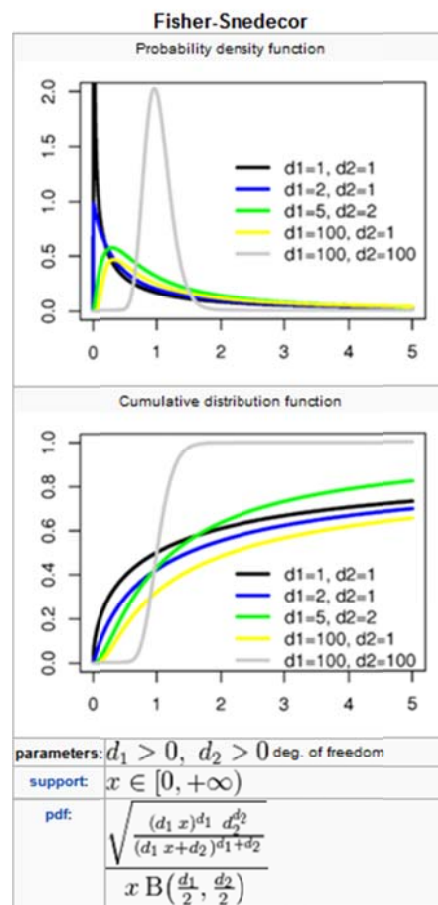 Fisher-Snedecor
Probability density function
2.0
1.5
1.0
0.5
0.0
d1=1, d2=1
d1=2, d2=1
d1=5, d2=2
d1=100, d2=1
d1=100, d2=100
0 1 2 3 4 5
Cumulative distribution function
1.0
0.8
0.6
0.4
0.2
0.0
d1=1, d2=1
d1=2, d2=1
d1=5, d2=2
d1=100, d2=1
d1=100, d2=100
0 1 2 3 4 5
parameters: d₁ > 0, d₂ > 0 deg. of freedom
support: x ∈ [0, +∞)
pdf: √((d₁ x)^d₁ d₂^d₂ / (d₁ x+d₂)^(d₁+d₂)) / (x B(d₁/2, d₂/2))